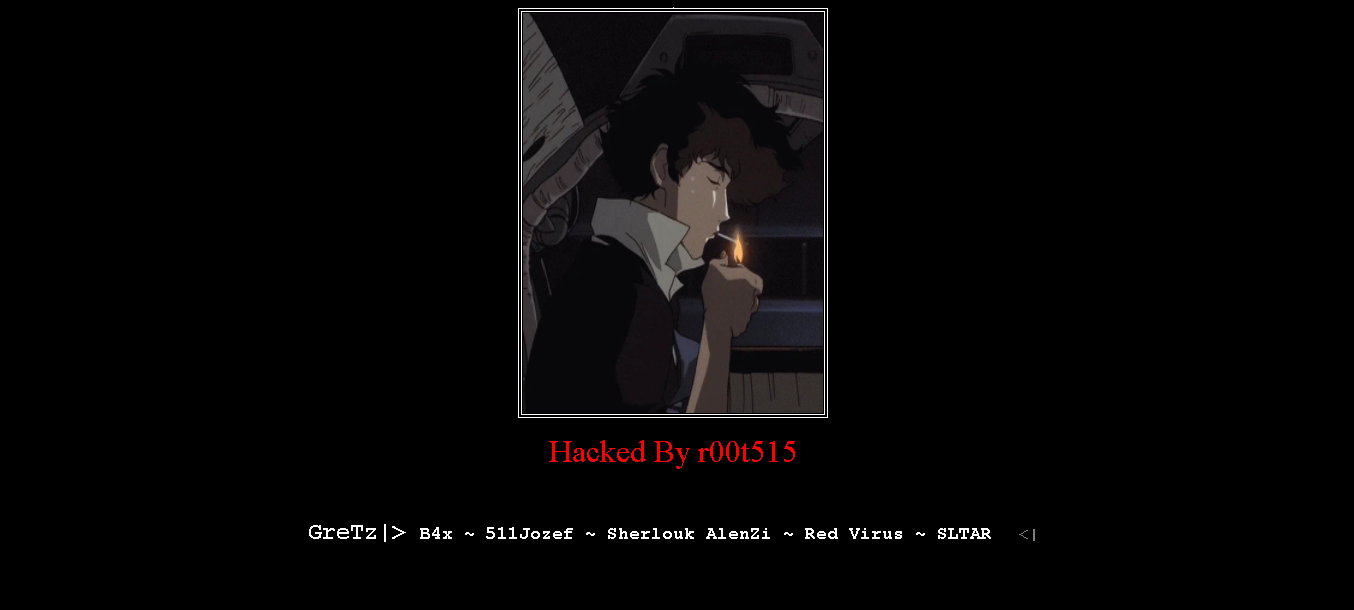 Hacked By r00t515
GreTz|> B4x ~ 511Jozef ~ Sherlouk AlenZi ~ Red Virus ~ SLTAR <|